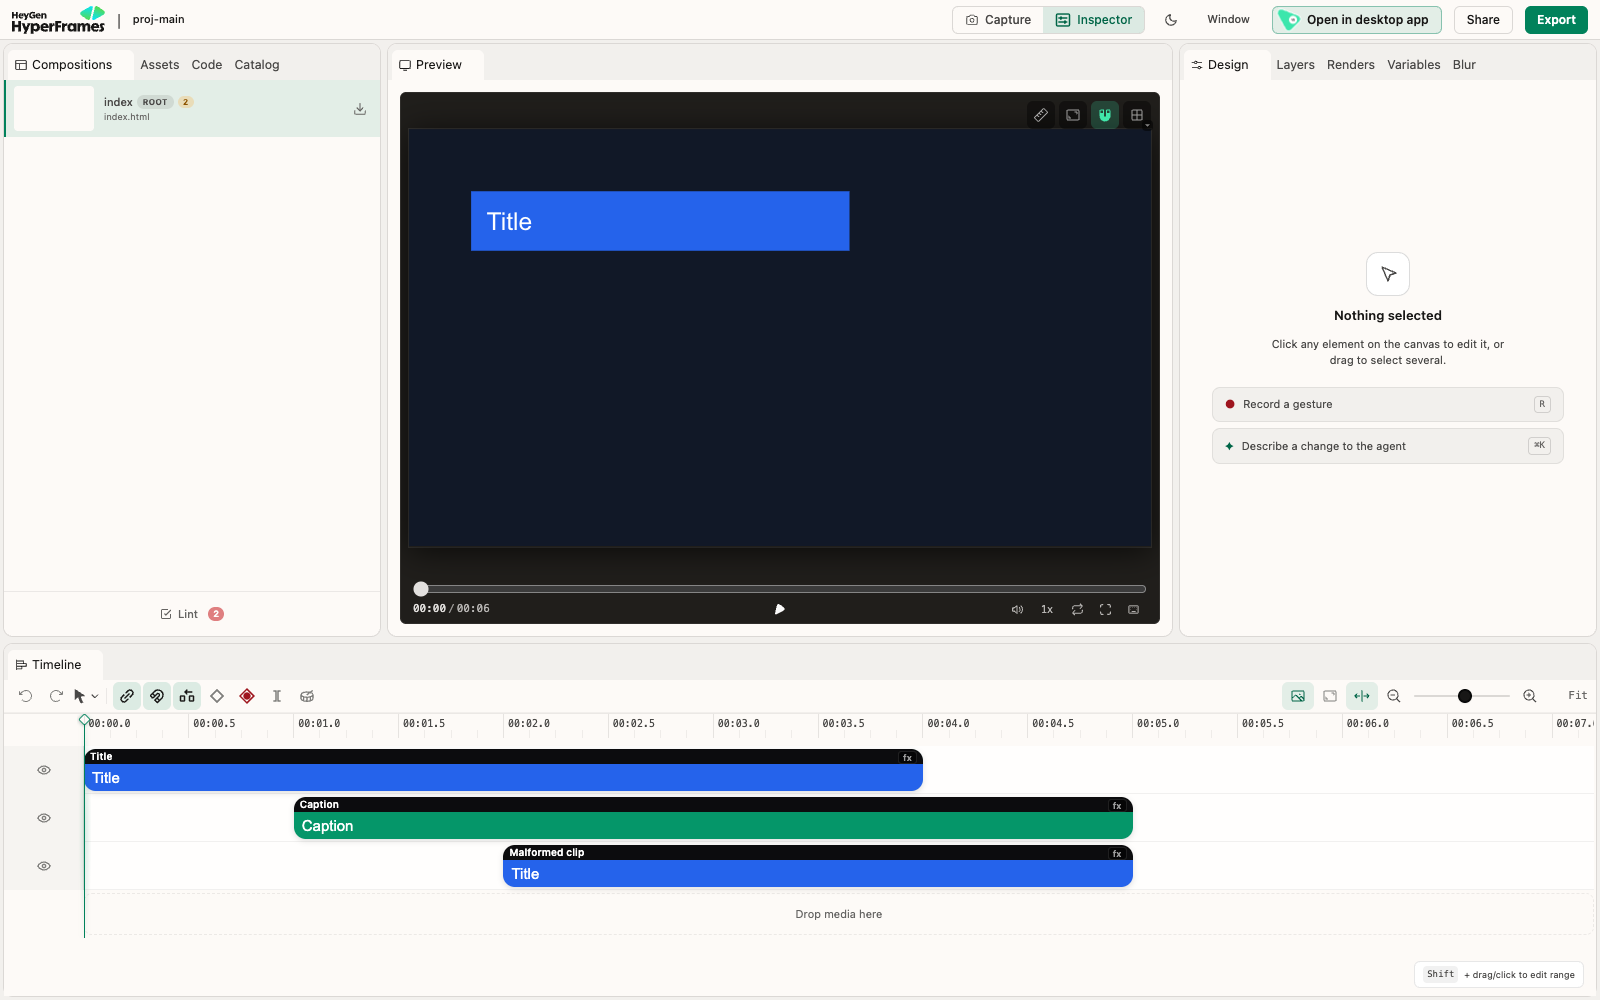 HeyGen
HyperFrames
proj-main
Capture
Inspector
Window
Open in desktop app
Share
Export
Compositions
Assets
Code
Catalog
index ROOT 2
index.html
Lint 2
Preview
Title
00:00 / 00:06
1x
Design
Layers
Renders
Variables
Blur
Nothing selected
Click any element on the canvas to edit it, or
drag to select several.
Record a gesture R
Describe a change to the agent ⌘K
Timeline
Fit
00:00.0 00:00.5 00:01.0 00:01.5 00:02.0 00:02.5 00:03.0 00:03.5 00:04.0 00:04.5 00:05.0 00:05.5 00:06.0 00:06.5 00:07.
Title fx
Title
Caption fx
Caption
Malformed clip fx
Title
Drop media here
Shift + drag/click to edit range